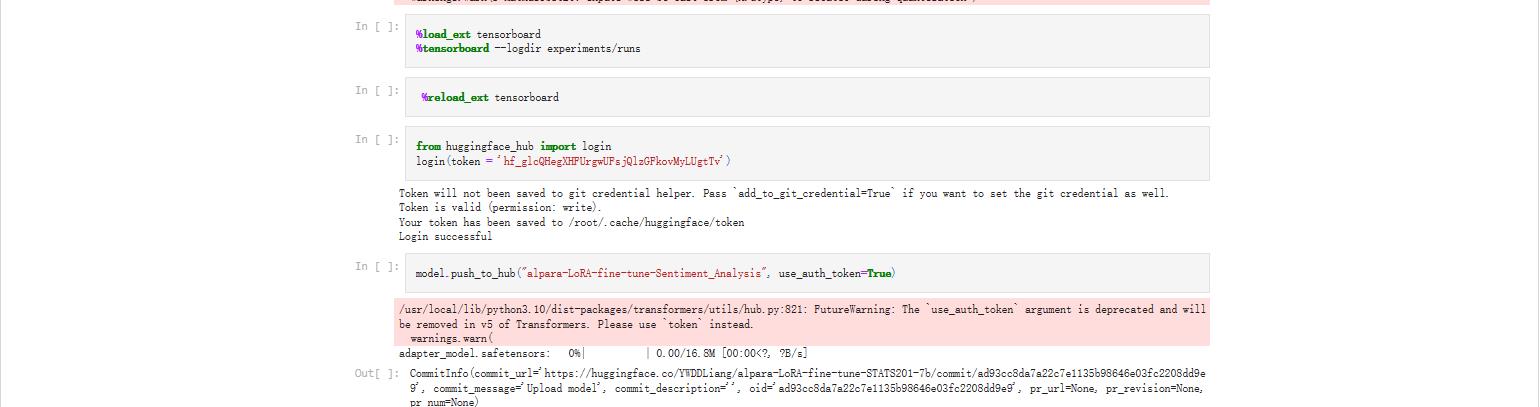 In [ ]:
%load_ext tensorboard
%tensorboard --logdir experiments/runs
In [ ]:
%reload_ext tensorboard
In [ ]:
from huggingface_hub import login
login(token = '')
Token will not been saved to git credential helper. Pass `add_to_git_credential=True` if you want to set the git credential as well.
Token is valid (permission: write).
Your token has been saved to /root/.cache/huggingface/token
Login successful
In [ ]:
model.push_to_hub("alpara-LoRA-fine-tune-Sentiment_Analysis", use_auth_token=True)
/usr/local/lib/python3.10/dist-packages/transformers/utils/hub.py:821: FutureWarning: The `use_auth_token` argument is deprecated and will
be removed in v5 of Transformers. Please use `token` instead.
warnings.warn(
adapter_model.safetensors: 0%| | 0.00/16.8M [00:00<?, ?B/s]
Out[ ]:
CommitInfo(commit_url='https://huggingface.co/YWDDLiang/alpara-LoRA-fine-tune-STATS201-7b/commit/ad93cc8da7a22c7e1135b98646e03fc2208dd9e
9', commit_message='Upload model', commit_description='', oid='ad93cc8da7a22c7e1135b98646e03fc2208dd9e9', pr_url=None, pr_revision=None,
pr_num=None)